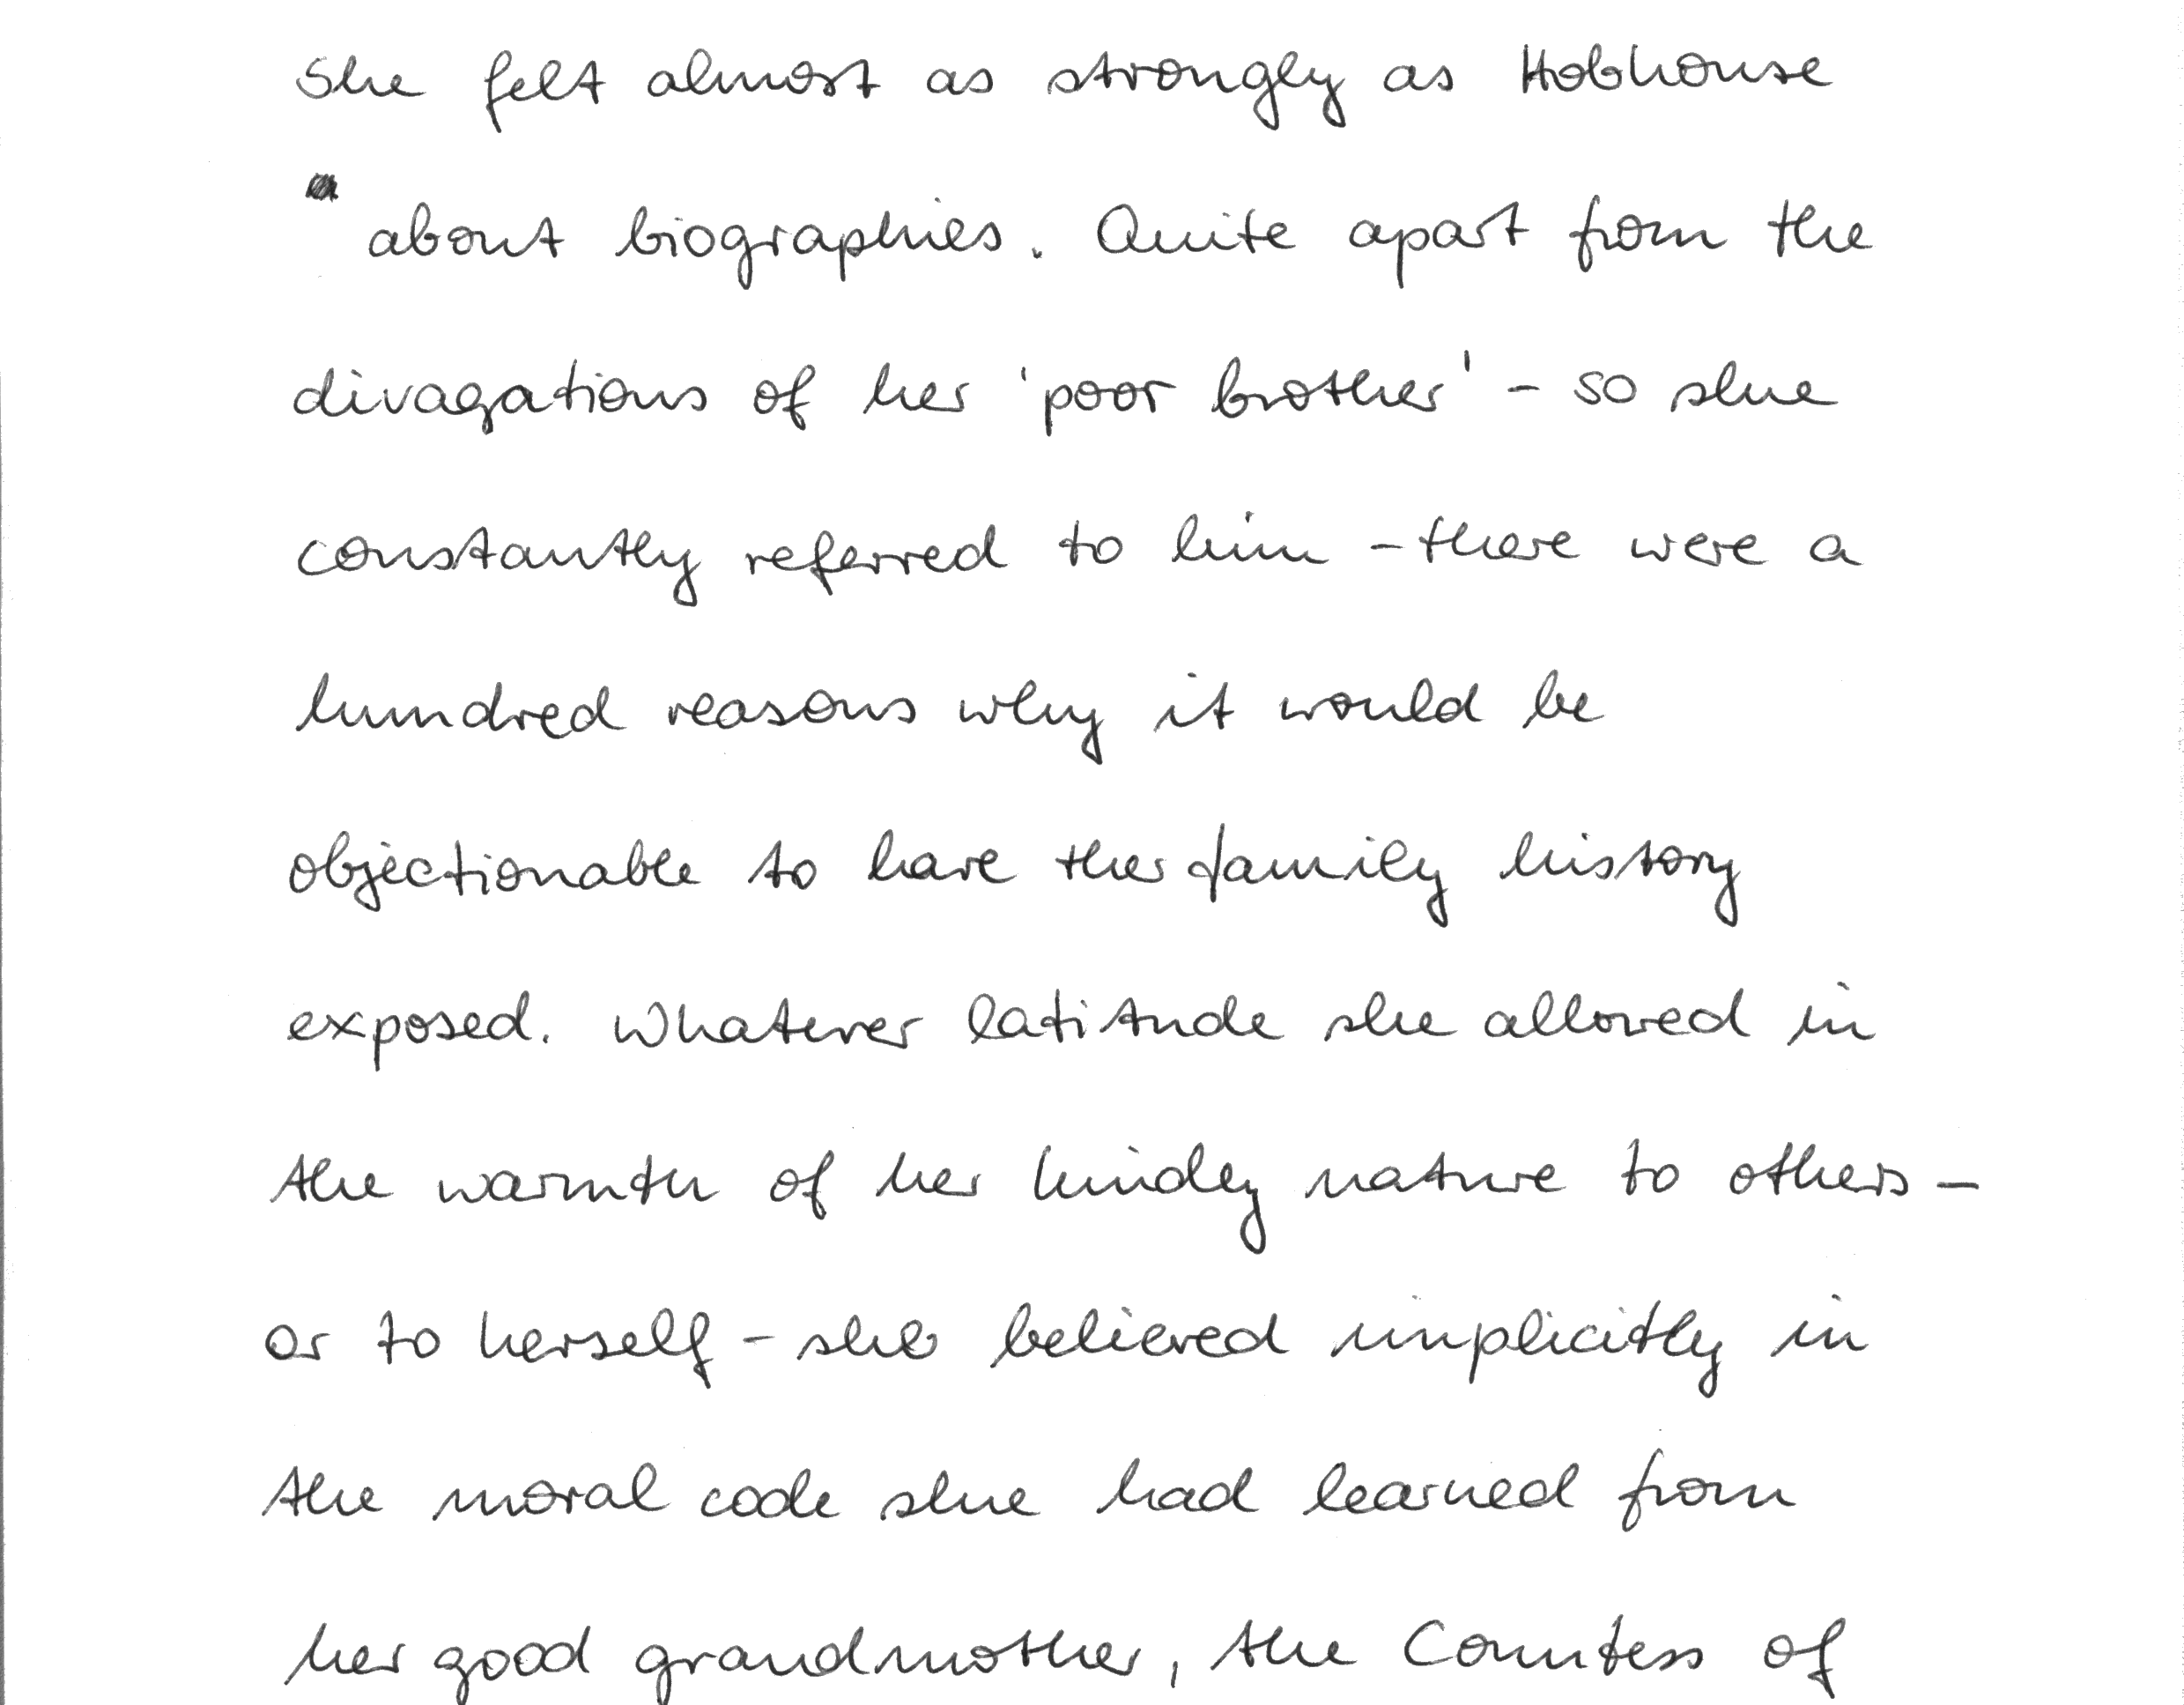 She felt almost as strongly as Hobhouse
about biographies. Quite apart from the
divagations of her 'poor brother' - so she
constantly referred to him - there were a
hundred reasons why it would be
objectionable to have ther family history
exposed. Whatever latitude she allowed in
the warmth of her kindly nature to others -
or to herself - she believed implicitly in
the moral code she had learned from
her good grandmother, the Countess of